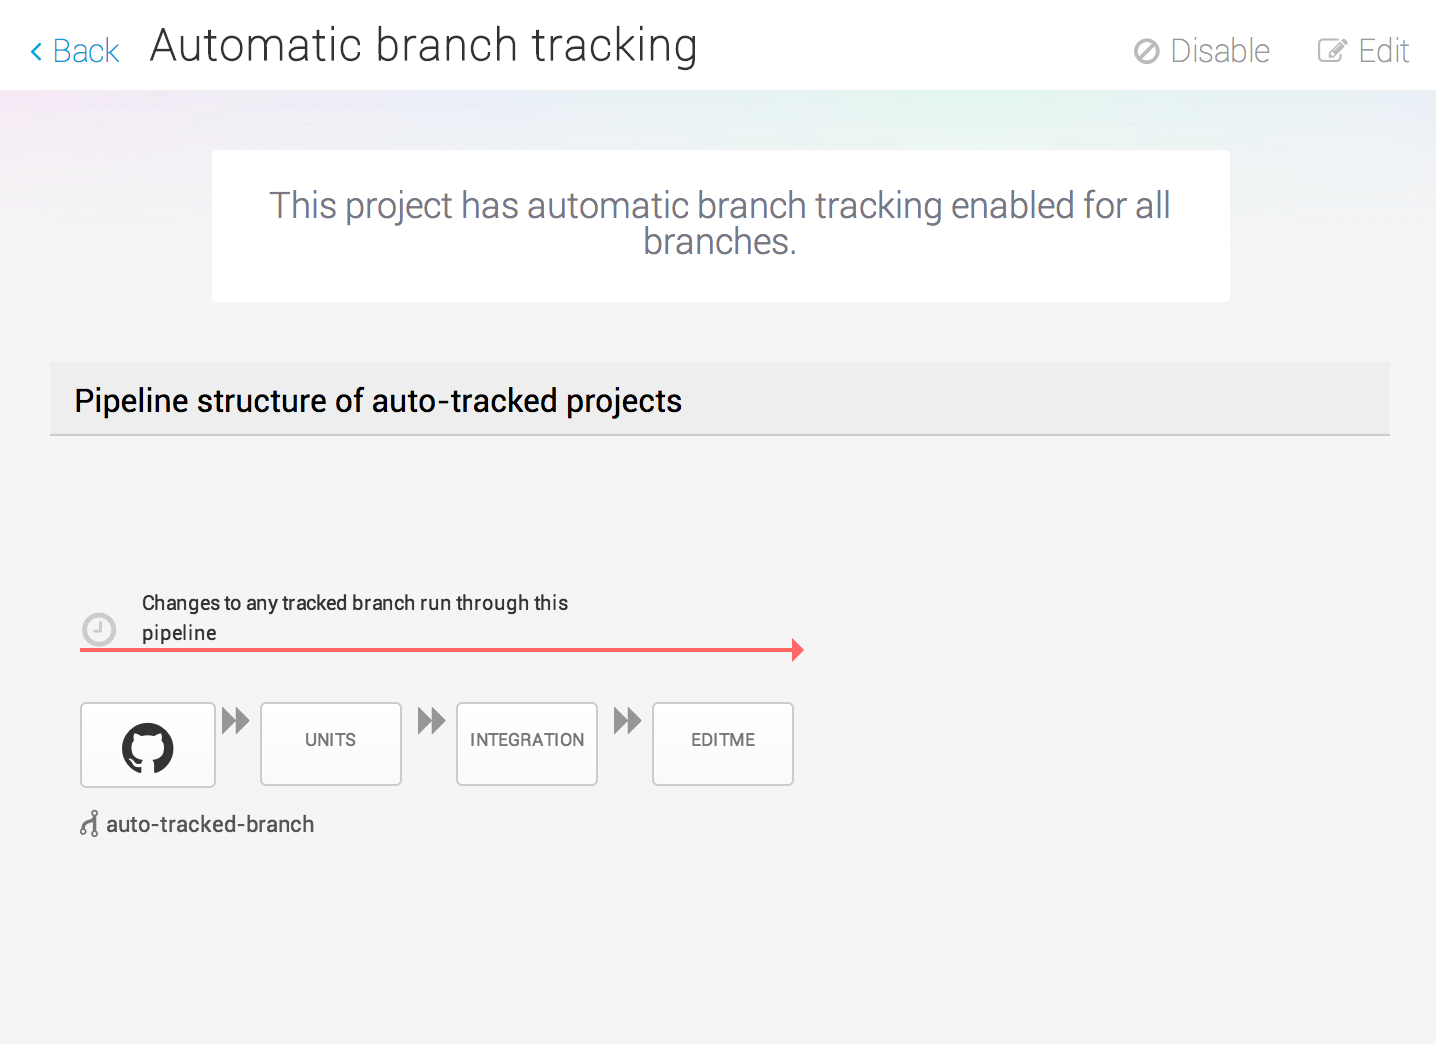 Back
Automatic branch tracking
Disable
Edit
This project has automatic branch tracking enabled for all
branches.
Pipeline structure of auto-tracked projects
Changes to any tracked branch run through this
pipeline
UNITS
INTEGRATION
EDITME
auto-tracked-branch